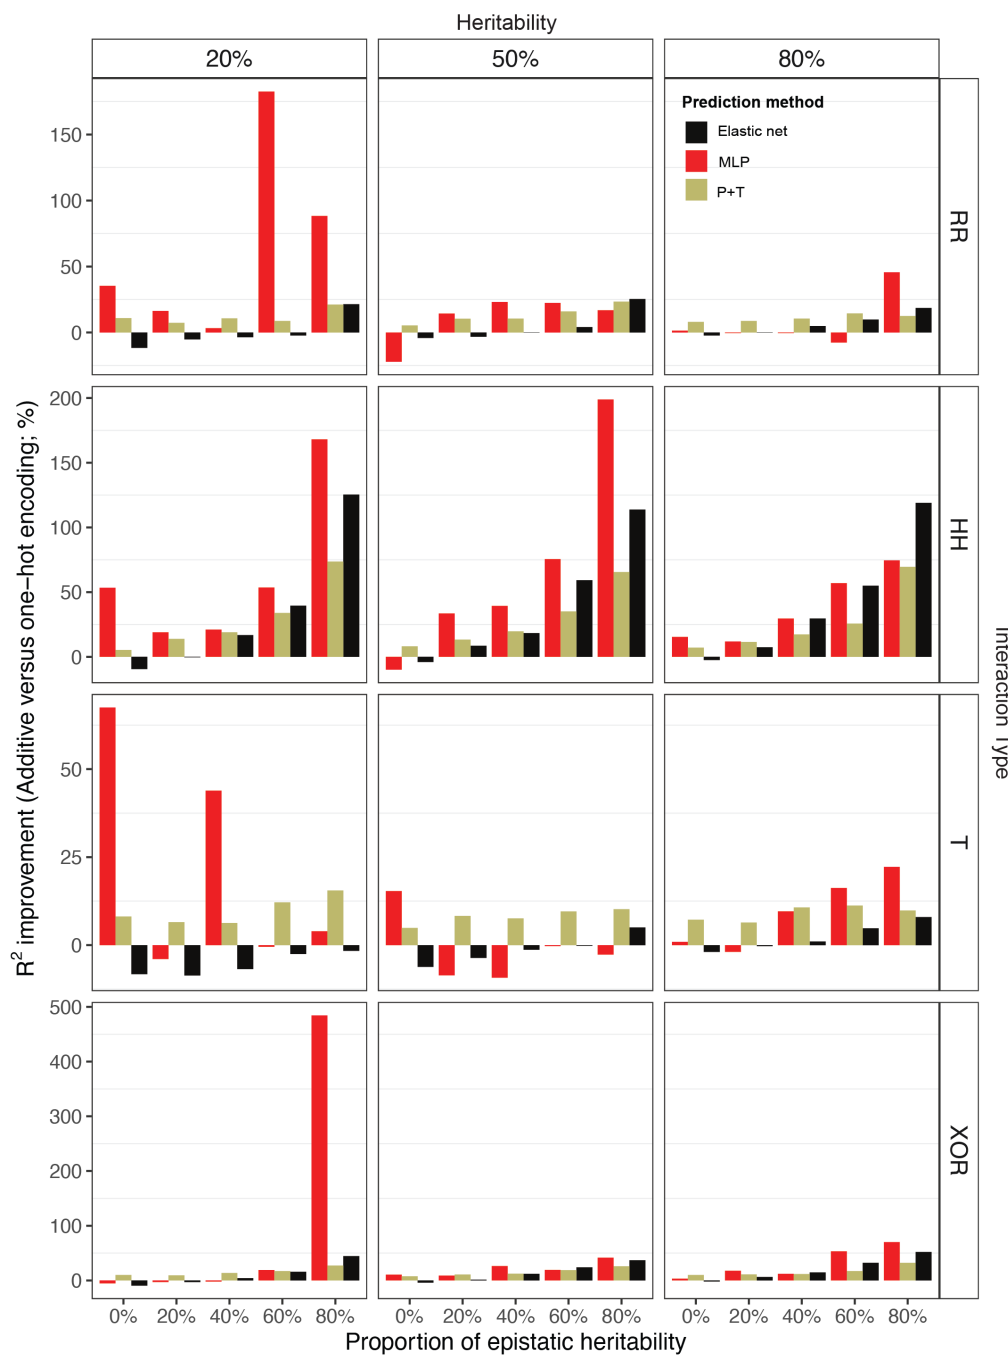 Heritability
20%
50%
80%
Prediction method
Elastic net
MLP
P+T
150
100
50
0
RR
200
150
100
50
0
HH
50
25
0
T
500
400
300
200
100
0
XOR
R² improvement (Additive versus one−hot encoding; %)
Interaction Type
0% 20% 40% 60% 80%
0% 20% 40% 60% 80%
0% 20% 40% 60% 80%
Proportion of epistatic heritability